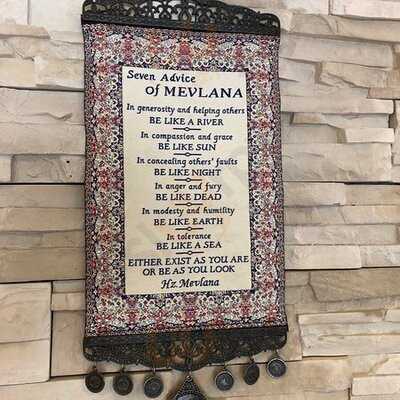 Seven Advice
of MEVLANA
In generosity and helping others
BE LIKE A RIVER
In compassion and grace
BE LIKE SUN
In concealing others' faults
BE LIKE NIGHT
In anger and fury
BE LIKE DEAD
In modesty and humility
BE LIKE EARTH
In tolerance
BE LIKE A SEA
EITHER EXIST AS YOU ARE
OR BE AS YOU LOOK
Hz. Mevlana